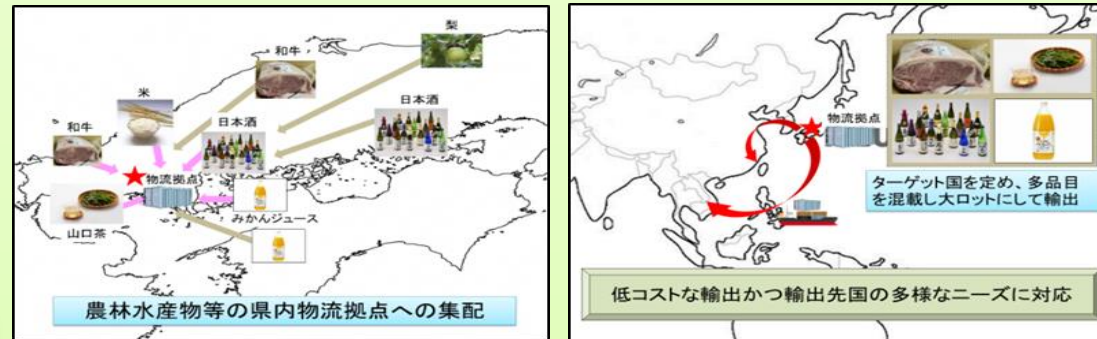 梨
和牛
米
日本酒
日本酒
和牛
物流拠点
みかんジュース
山口茶
農林水産物等の県内物流拠点への集配
物流拠点
ターゲット国を定め、多品目
を混載し大ロットにして輸出
低コストな輸出かつ輸出先国の多様なニーズに対応